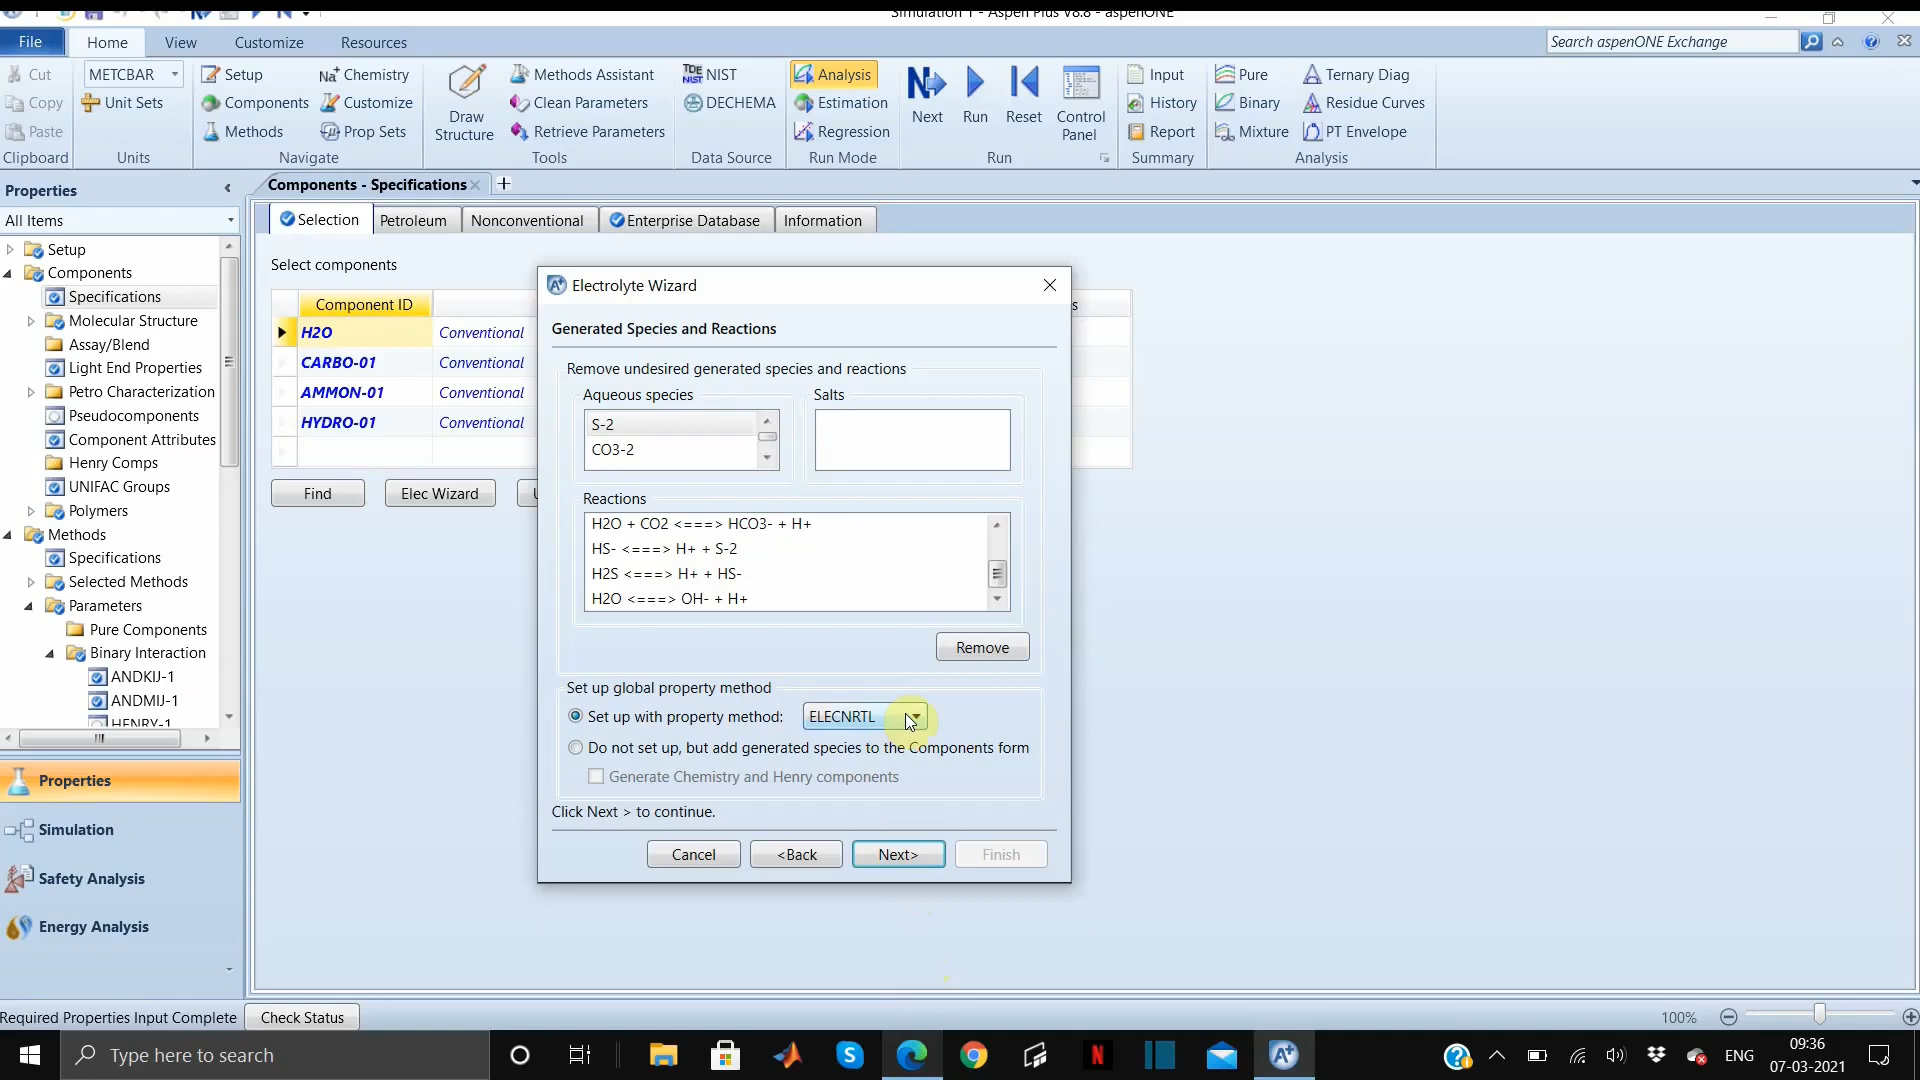 Simulation 1 - Aspen Plus V8.8 - aspenONE
File
Home
View
Customize
Resources
Search aspenONE Exchange
Cut
Copy
Paste
Clipboard
METCBAR
Unit Sets
Units
Setup
Components
Methods
Na+ Chemistry
Customize
Prop Sets
Navigate
Draw
Structure
Methods Assistant
Clean Parameters
Retrieve Parameters
Tools
TDE
NIST NIST
DECHEMA
Data Source
Analysis
Estimation
Regression
Run Mode
N
Next
Run
Reset
Control
Panel
Run
Input
History
Report
Summary
Pure
Binary
Mixture
Ternary Diag
Residue Curves
PT Envelope
Analysis
Properties
All Items
Setup
Components
Specifications
Molecular Structure
Assay/Blend
Light End Properties
Petro Characterization
Pseudocomponents
Component Attributes
Henry Comps
UNIFAC Groups
Polymers
Methods
Specifications
Selected Methods
Parameters
Pure Components
Binary Interaction
ANDKIJ-1
ANDMIJ-1
HENRY-1
Properties
Simulation
Safety Analysis
Energy Analysis
Components - Specifications
Selection
Petroleum
Nonconventional
Enterprise Database
Information
Select components
Component ID
s
H2O Conventional
CARBO-01 Conventional
AMMON-01 Conventional
HYDRO-01 Conventional
Find
Elec Wizard
Electrolyte Wizard
Generated Species and Reactions
Remove undesired generated species and reactions
Aqueous species
Salts
S-2
CO3-2
Reactions
H2O + CO2 <===> HCO3- + H+
HS- <===> H+ + S-2
H2S <===> H+ + HS-
H2O <===> OH- + H+
Remove
Set up global property method
Set up with property method: ELECNRTL
Do not set up, but add generated species to the Components form
Generate Chemistry and Henry components
Click Next > to continue.
Cancel
<Back
Next>
Finish
Required Properties Input Complete
Check Status
100%
Type here to search
ENG
09:36
07-03-2021